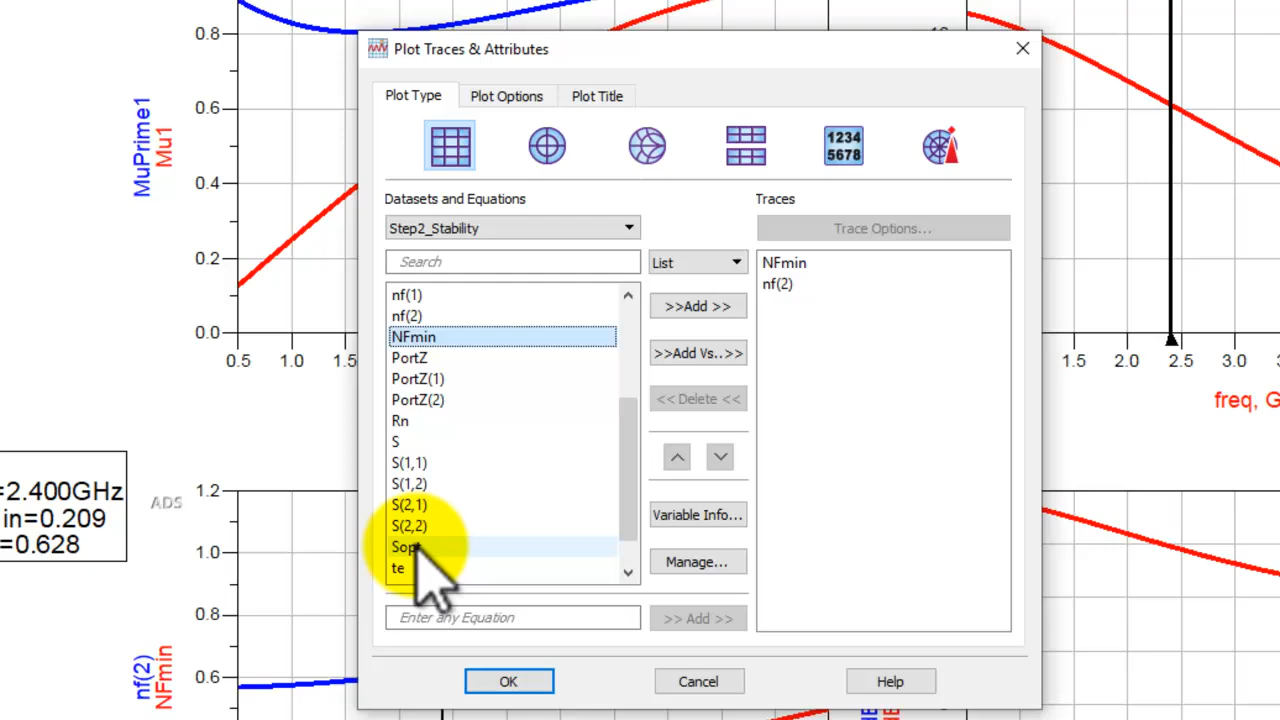 0.8
0.6
0.4
0.2
0.0
0.5
1.0
1.5
MuPrime1
Mu1
Plot Traces & Attributes
Plot Type
Plot Options
Plot Title
1234
5678
Datasets and Equations
Step2_Stability
Search
List
nf(1)
nf(2)
NFmin
PortZ
PortZ(1)
PortZ(2)
Rn
S
S(1,1)
S(1,2)
S(2,1)
S(2,2)
te
Enter any Equation
>>Add >>
>>Add Vs..>>
<< Delete <<
Variable Info...
Manage...
>> Add >>
Traces
Trace Options...
NFmin
nf(2)
OK
Cancel
Help
1.5
2.0
2.5
3.0
freq, G
=2.400GHz
in=0.209
=0.628
ADS
1.2
1.0
0.8
0.6
nf(2)
NFmin